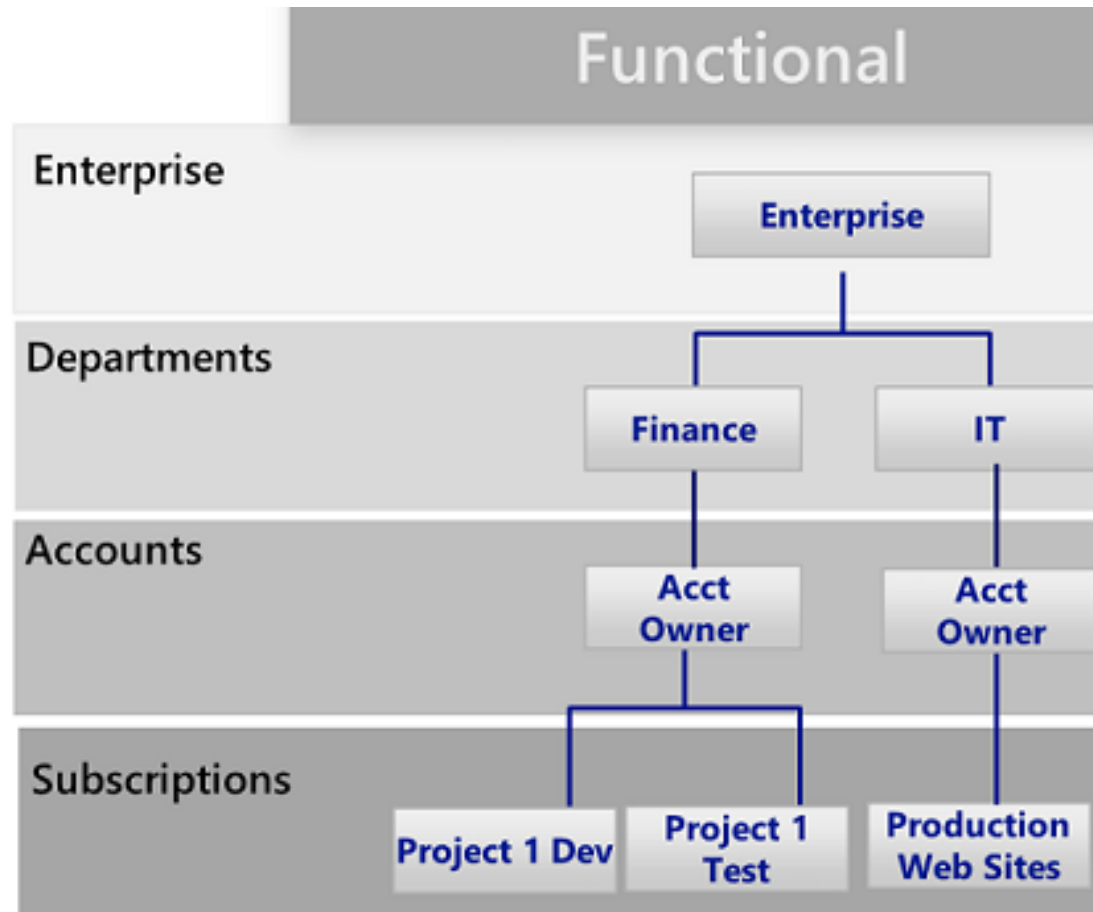 Functional
Enterprise
Enterprise
Departments
Finance
IT
Accounts
Acct
Owner
Acct
Owner
Subscriptions
Project 1 Dev
Project 1
Test
Production
Web Sites